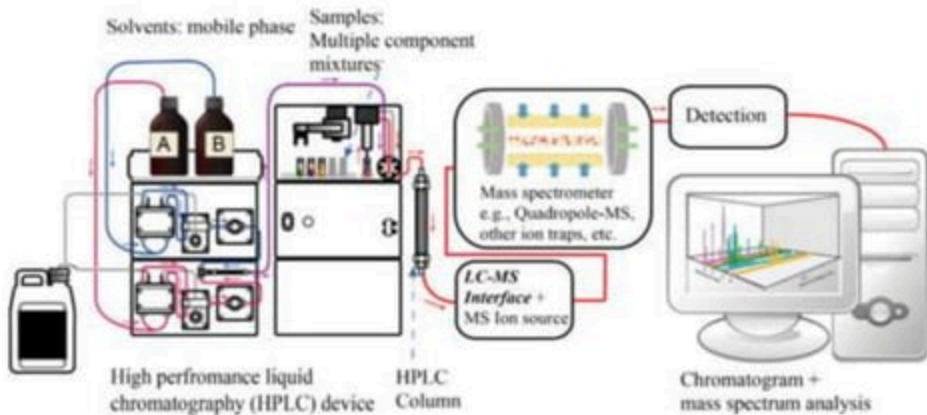 Solvents: mobile phase
Samples:
Multiple component
mixtures
A
B
Detection
Mass spectrometer
e.g., Quadropole-MS,
other ion traps, etc.
LC-MS
Interface +
MS Ion source
High perfromance liquid
chromatography (HPLC) device
HPLC
Column
Chromatogram +
mass spectrum analysis